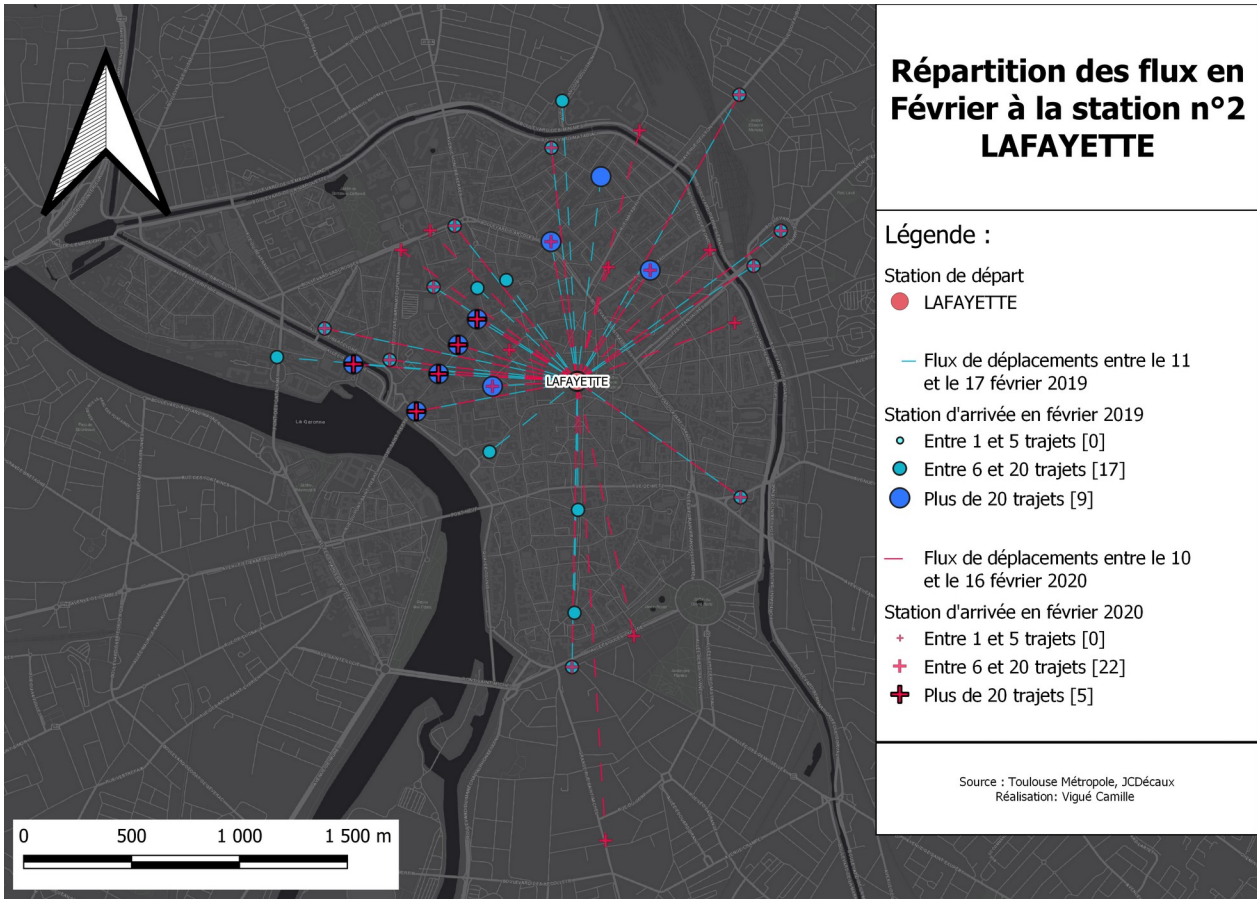 Répartition des flux en
Février à la station n°2
LAFAYETTE
Légende :
Station de départ
LAFAYETTE
Flux de déplacements entre le 11
et le 17 février 2019
Station d'arrivée en février 2019
Entre 1 et 5 trajets [0]
Entre 6 et 20 trajets [17]
Plus de 20 trajets [9]
Flux de déplacements entre le 10
et le 16 février 2020
Station d'arrivée en février 2020
Entre 1 et 5 trajets [0]
Entre 6 et 20 trajets [22]
Plus de 20 trajets [5]
Source : Toulouse Métropole, JCDécaux
Réalisation: Vigué Camille
LAFAYETTE
La Garonne
0 500 1 000 1 500 m